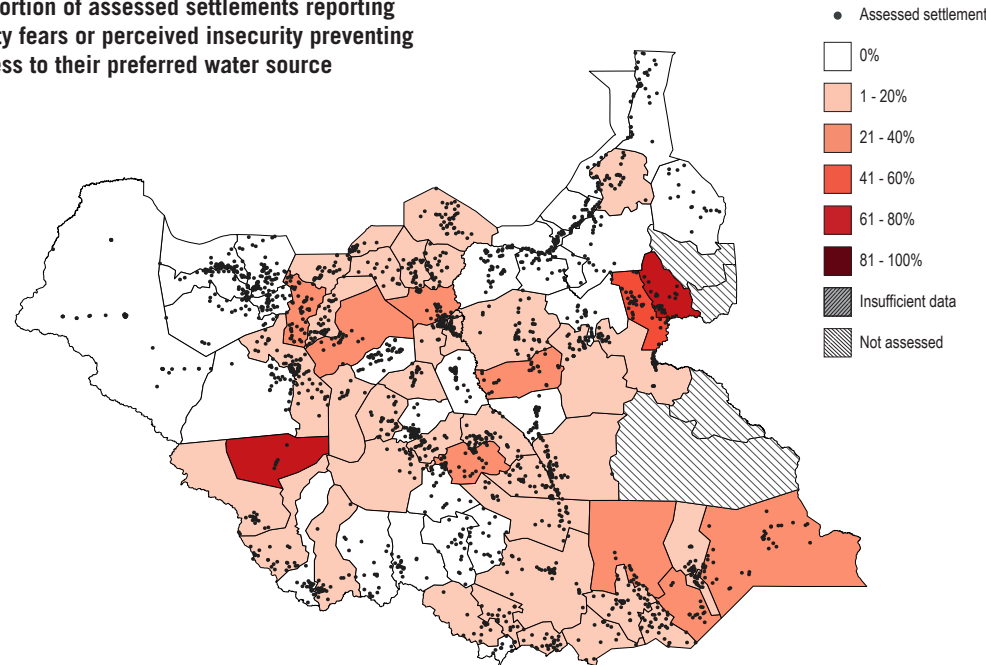 ortion of assessed settlements reporting
ty fears or perceived insecurity preventing
ess to their preferred water source
Assessed settlement
0%
1 - 20%
21 - 40%
41 - 60%
61 - 80%
81 - 100%
Insufficient data
Not assessed